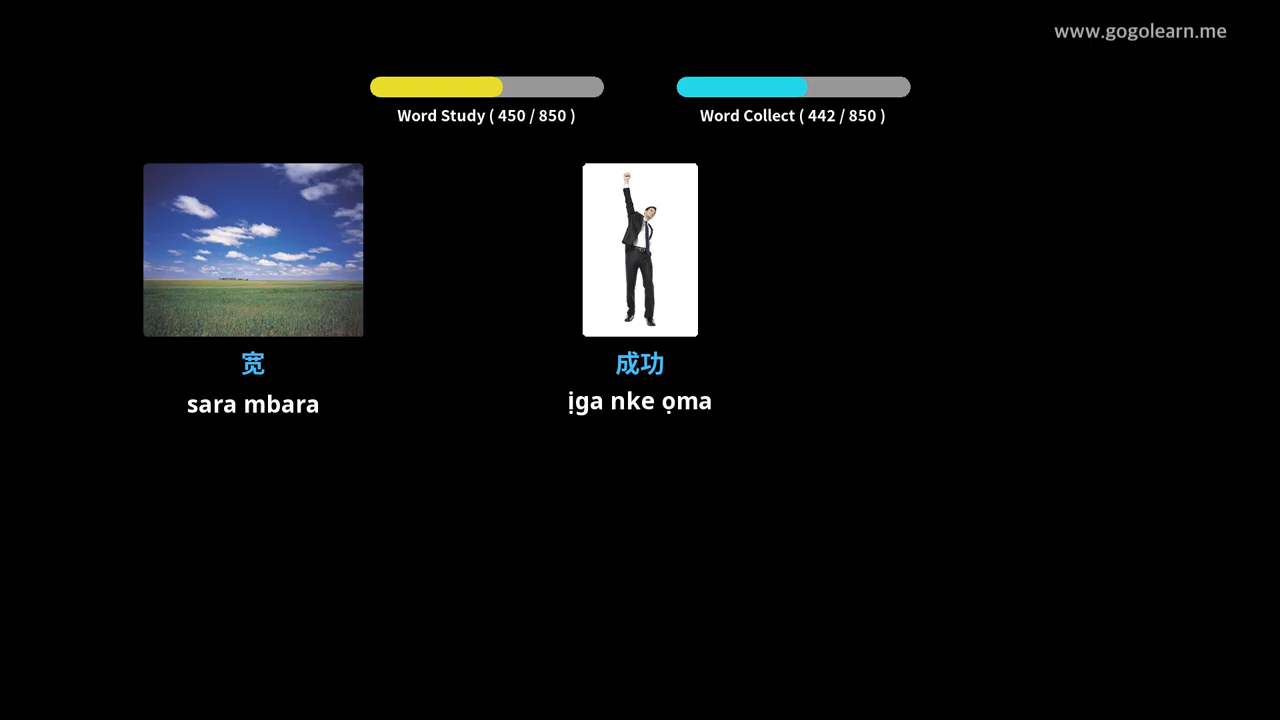 www.gogolearn.me
Word Study ( 450 / 850 )
Word Collect ( 442 / 850 )
宽
成功
sara mbara
ịga nke ọma